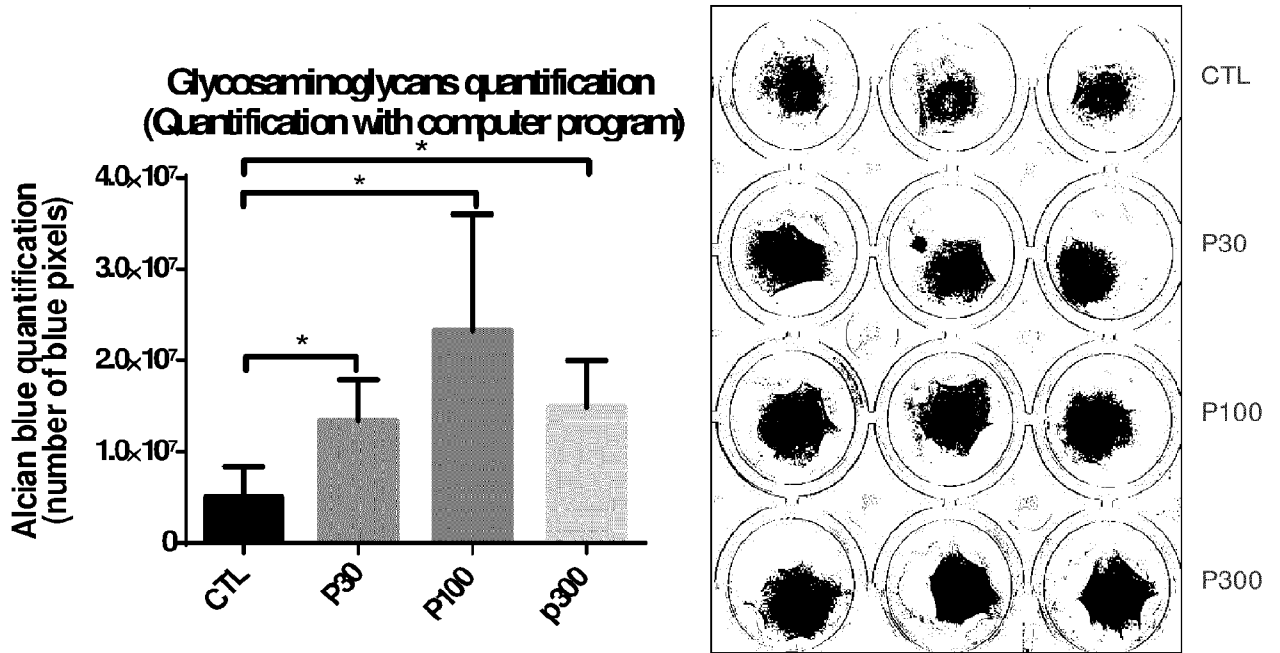 Glycosaminoglycans quantification
(Quantification with computer program)
Alcian blue quantification
(number of blue pixels)
4.0×10⁷
3.0×10⁷
2.0×10⁷
1.0×10⁷
0
*
*
*
CTL
P30
P100
p300
CTL
P30
P100
P300